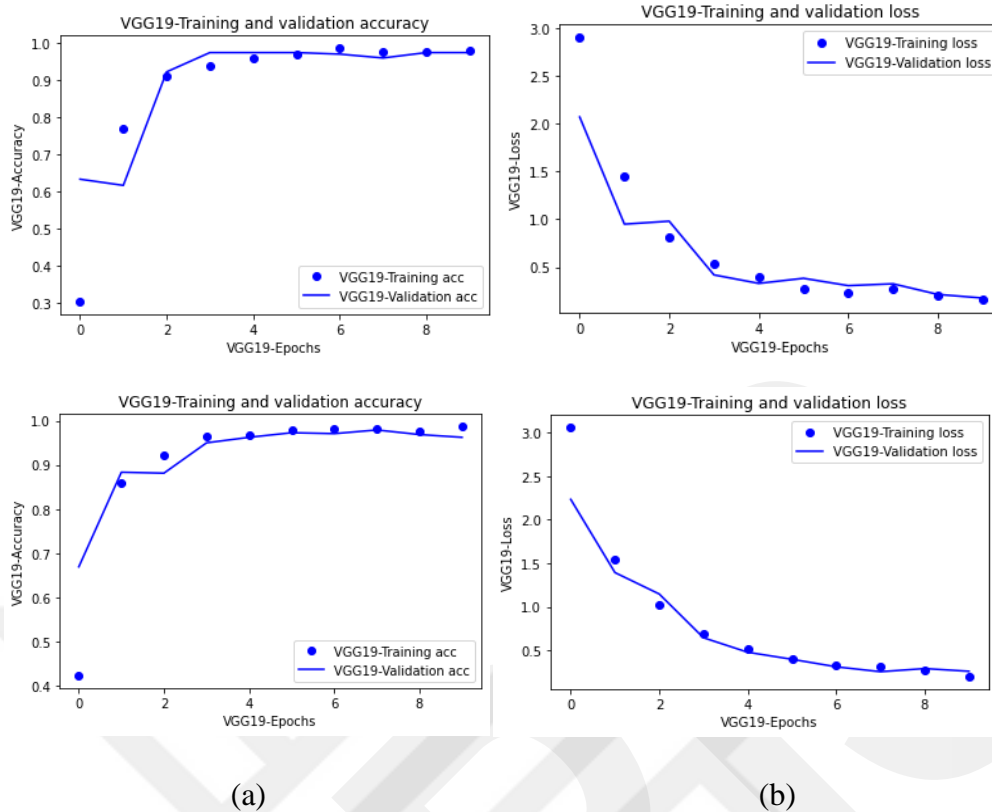 VGG19-Training and validation accuracy
1.0
0.9
0.8
0.7
0.6
0.5
0.4
0.3
VGG19-Accuracy
VGG19-Training acc
VGG19-Validation acc
0 2 4 6 8
VGG19-Epochs
VGG19-Training and validation loss
3.0
2.5
2.0
1.5
1.0
0.5
VGG19-Loss
VGG19-Training loss
VGG19-Validation loss
0 2 4 6 8
VGG19-Epochs
VGG19-Training and validation accuracy
1.0
0.9
0.8
0.7
0.6
0.5
0.4
VGG19-Accuracy
VGG19-Training acc
VGG19-Validation acc
0 2 4 6 8
VGG19-Epochs
VGG19-Training and validation loss
3.0
2.5
2.0
1.5
1.0
0.5
VGG19-Loss
VGG19-Training loss
VGG19-Validation loss
0 2 4 6 8
VGG19-Epochs
(a) (b)